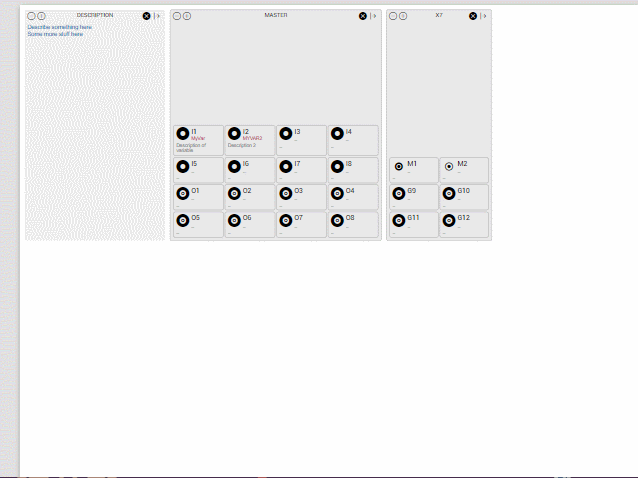 DESCRIPTION
Describe something here
Some more stuff here
MASTER
I1
MyVar
Description of variable
I2
MYVAR2
Description 2
I3
--
--
I4
--
--
I5
--
--
I6
--
--
I7
--
--
I8
--
--
O1
--
--
O2
--
--
O3
--
--
O4
--
--
O5
--
--
O6
--
--
O7
--
--
O8
--
--
X7
M1
--
--
M2
--
--
G9
--
--
G10
--
--
G11
--
--
G12
--
--